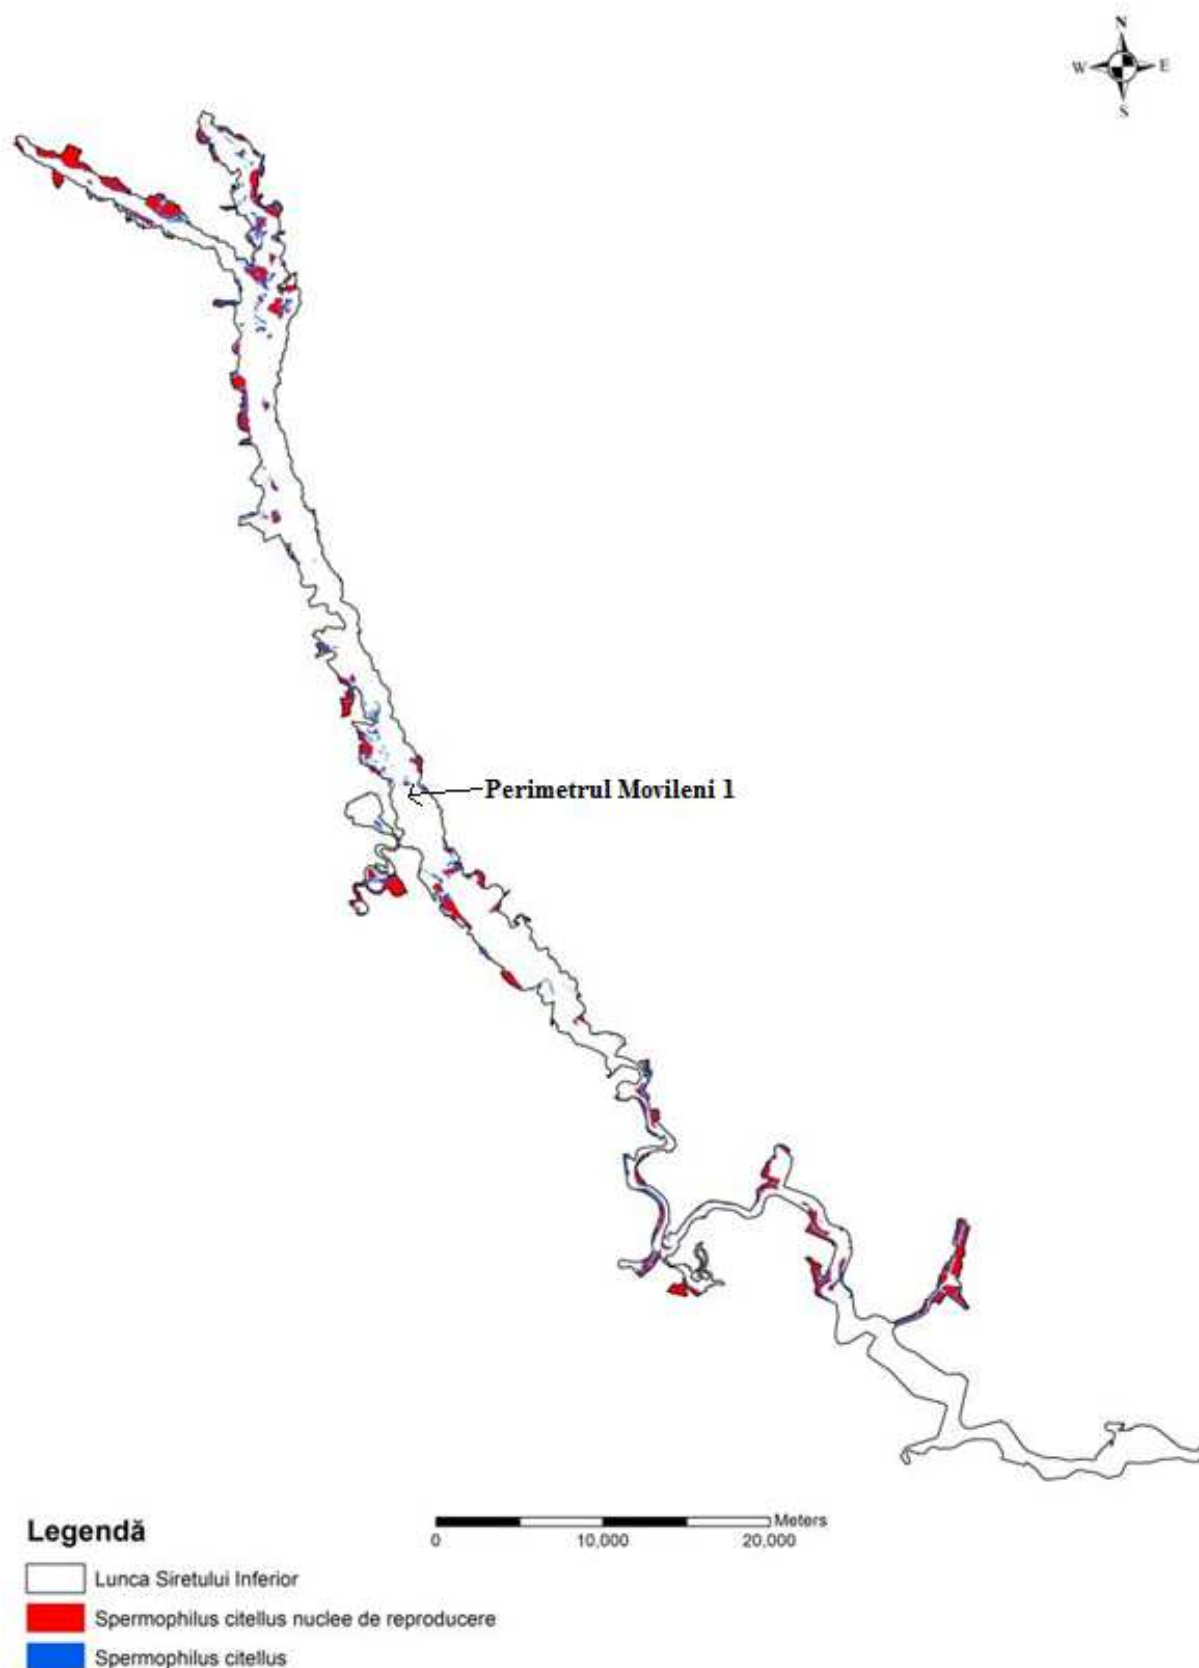 N
W E
S
Perimetrul Movileni 1
Legendă
Meters
0 10,000 20,000
Lunca Siretului Inferior
Spermophilus citellus nuclee de reproducere
Spermophilus citellus